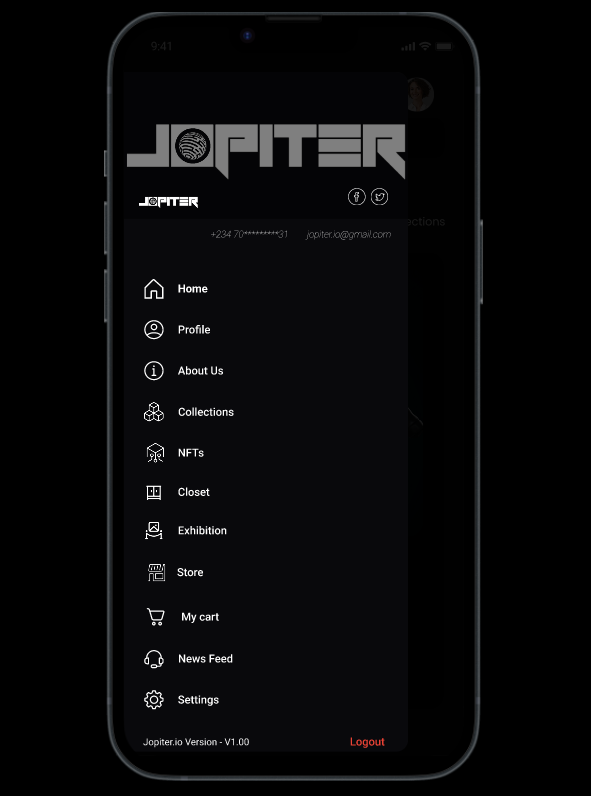 9:41
JOPITER
JOPITER
ections
+234 70*********31 jopiter.io@gmail.com
Home
Profile
About Us
Collections
NFTs
Closet
Exhibition
Store
My cart
News Feed
Settings
Jopiter.io Version - V1.00 Logout